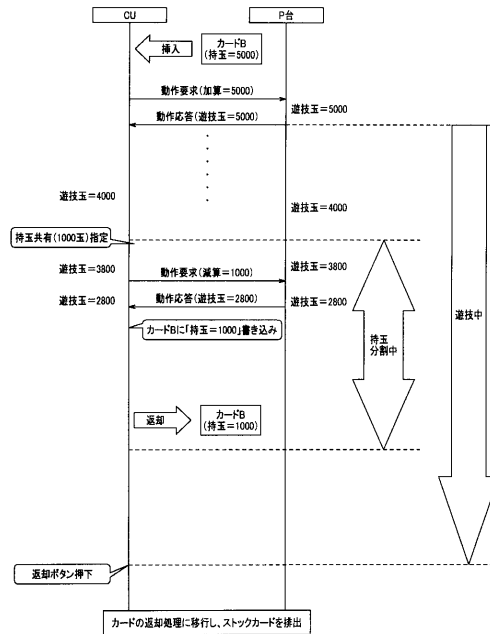 CU
P台
挿入
カードB
(持玉=5000)
動作要求(加算=5000)
遊技玉=5000
動作応答(遊技玉=5000)
遊技玉=4000
遊技玉=4000
持玉共有(1000玉)指定
遊技玉=3800
動作要求(減算=1000)
遊技玉=3800
遊技玉=2800
動作応答(遊技玉=2800)
遊技玉=2800
カードBに「持玉=1000」書き込み
持玉
分割中
遊技中
返却
カードB
(持玉=1000)
返却ボタン押下
カードの返却処理に移行し、ストックカードを排出